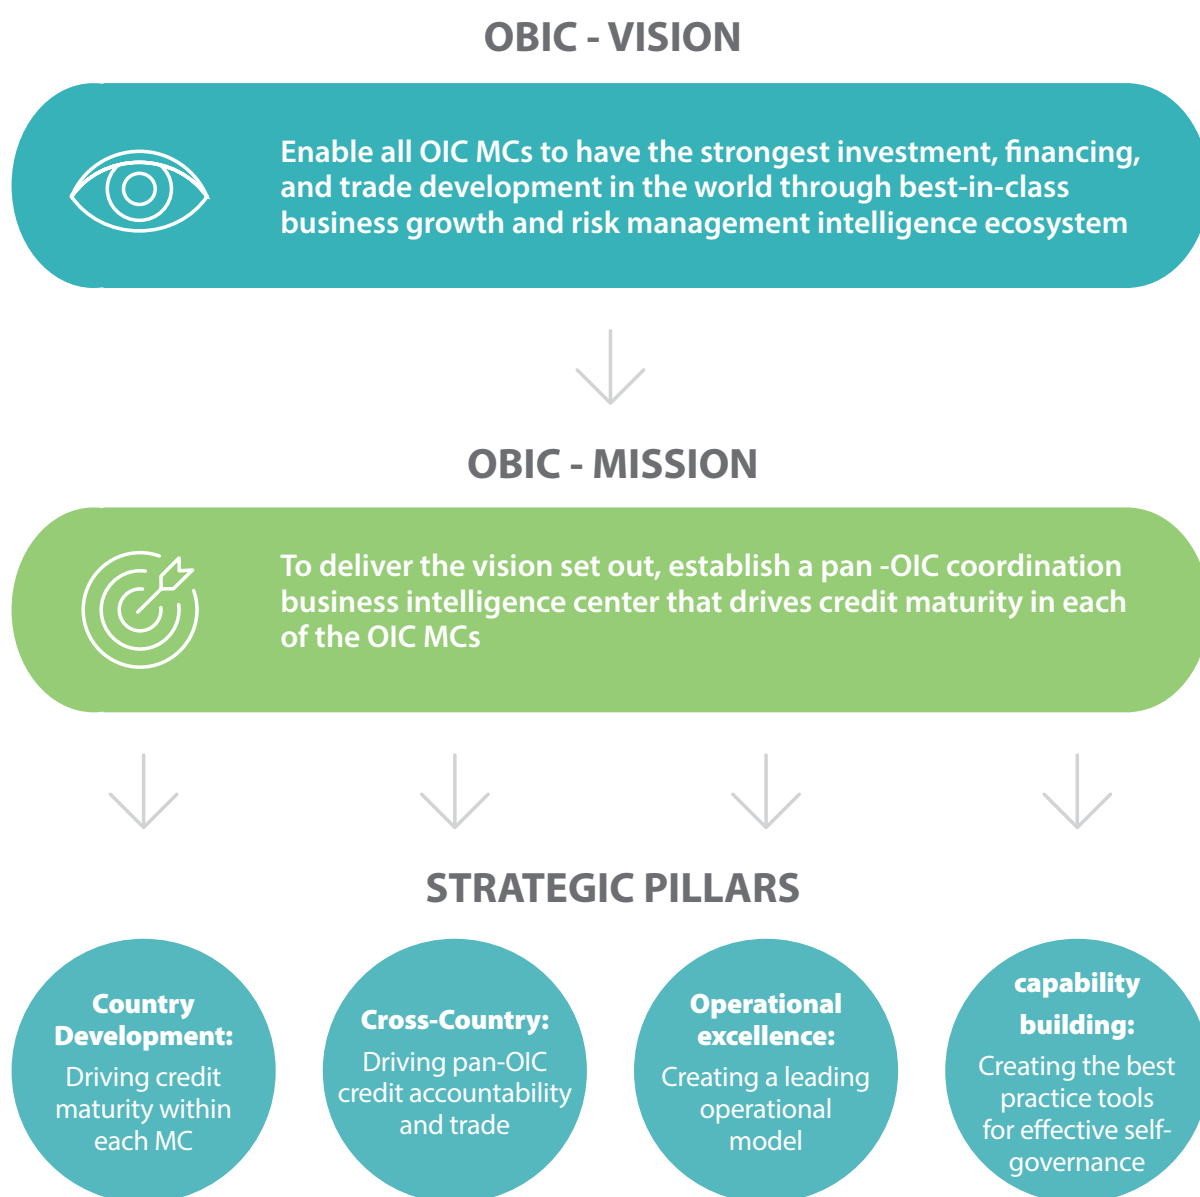 OBIC - VISION
Enable all OIC MCs to have the strongest investment, financing,
and trade development in the world through best-in-class
business growth and risk management intelligence ecosystem
OBIC - MISSION
To deliver the vision set out, establish a pan -OIC coordination
business intelligence center that drives credit maturity in each
of the OIC MCs
STRATEGIC PILLARS
Country
Development:
Driving credit
maturity within
each MC
Cross-Country:
Driving pan-OIC
credit accountability
and trade
Operational
excellence:
Creating a leading
operational
model
capability
building:
Creating the best
practice tools
for effective self-
governance